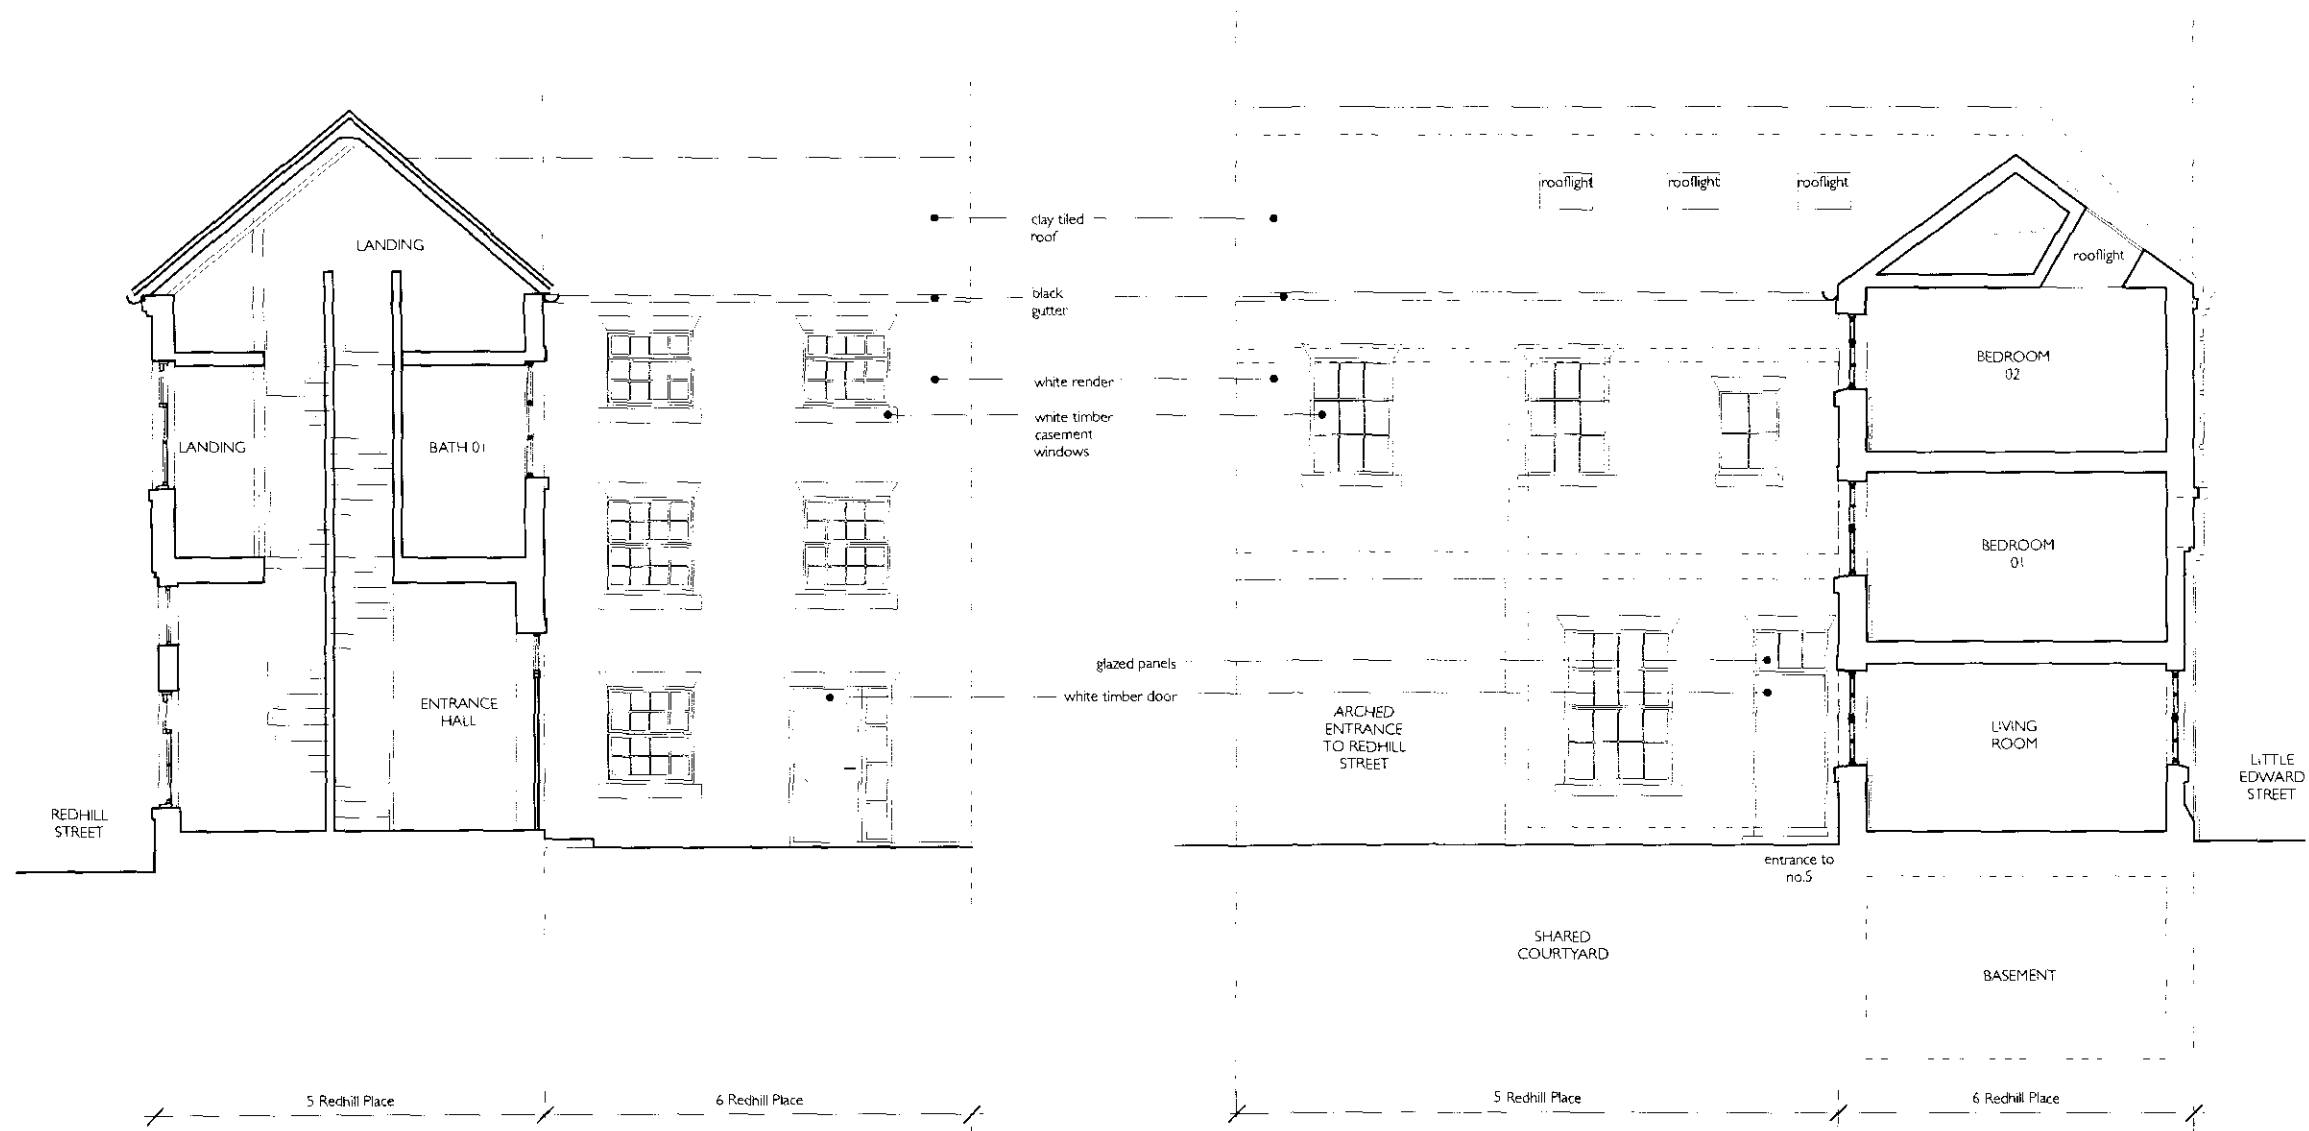 rooflight
rooflight
rooflight
clay tiled
roof
LANDING
rooflight
black
gutter
BEDROOM
02
white render
white timber
casement
windows
LANDING
BATH 01
BEDROOM
01
glazed panels
white timber door
ENTRANCE
HALL
ARCHED
ENTRANCE
TO REDHILL
STREET
LIVING
ROOM
LITTLE
EDWARD
STREET
REDHILL
STREET
entrance to
no.5
SHARED
COURTYARD
BASEMENT
5 Redhill Place
6 Redhill Place
5 Redhill Place
6 Redhill Place